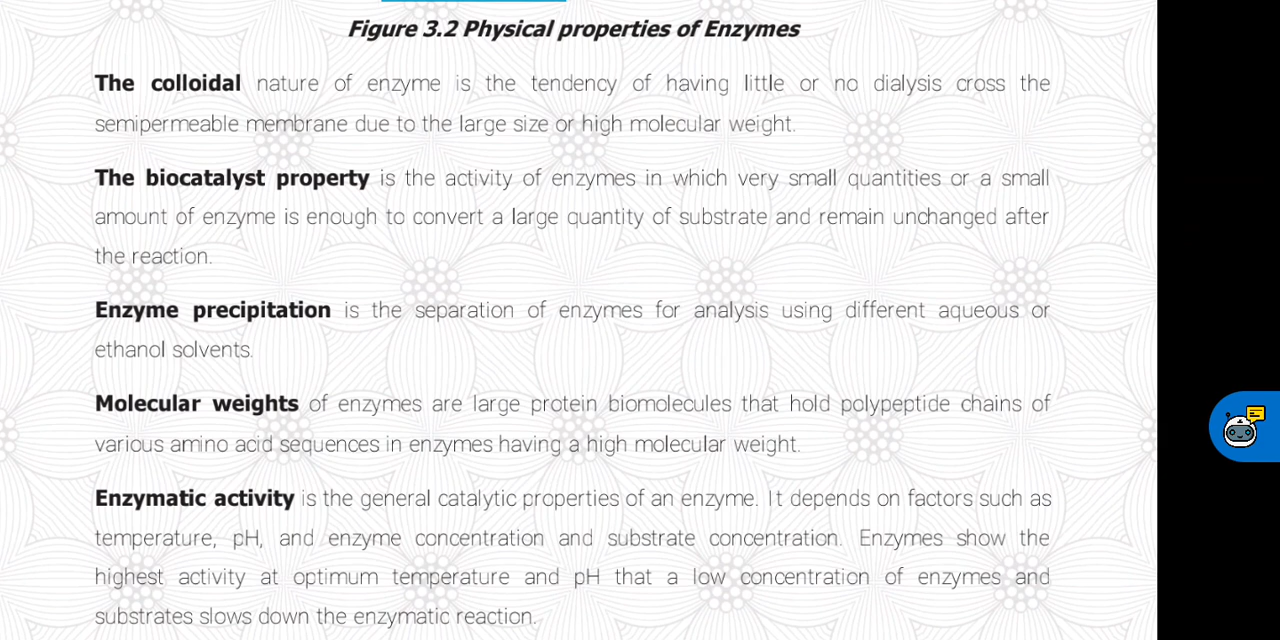 Figure 3.2 Physical properties of Enzymes
The colloidal nature of enzyme is the tendency of having little or no dialysis cross the
semipermeable membrane due to the large size or high molecular weight.
The biocatalyst property is the activity of enzymes in which very small quantities or a small
amount of enzyme is enough to convert a large quantity of substrate and remain unchanged after
the reaction.
Enzyme precipitation is the separation of enzymes for analysis using different aqueous or
ethanol solvents.
Molecular weights of enzymes are large protein biomolecules that hold polypeptide chains of
various amino acid sequences in enzymes having a high molecular weight.
Enzymatic activity is the general catalytic properties of an enzyme. It depends on factors such as
temperature, pH, and enzyme concentration and substrate concentration. Enzymes show the
highest activity at optimum temperature and pH that a low concentration of enzymes and
substrates slows down the enzymatic reaction.